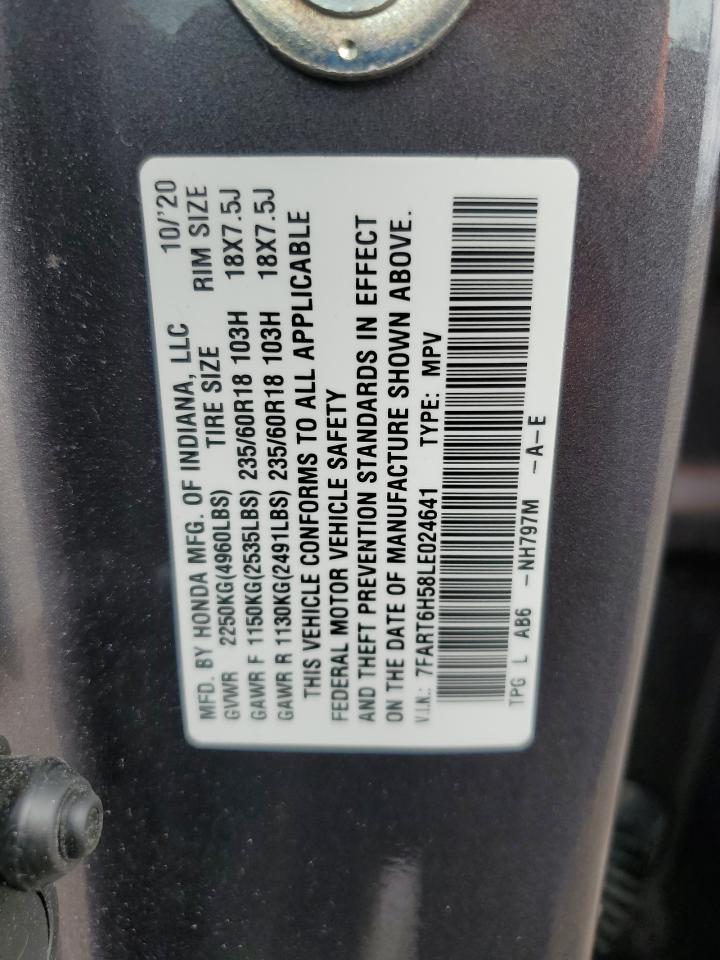 MFD. BY HONDA MFG. OF INDIANA, LLC 10/'20
GVWR 2250KG(4960LBS) TIRE SIZE RIM SIZE
GAWR F 1150KG(2535LBS) 235/60R18 103H 18X7.5J
GAWR R 1130KG(2491LBS) 235/60R18 103H 18X7.5J
THIS VEHICLE CONFORMS TO ALL APPLICABLE
FEDERAL MOTOR VEHICLE SAFETY
AND THEFT PREVENTION STANDARDS IN EFFECT
ON THE DATE OF MANUFACTURE SHOWN ABOVE.
V.I.N.: 7FART6H58LE024641 TYPE: MPV
TPG L AB6 -NH797M -A-E